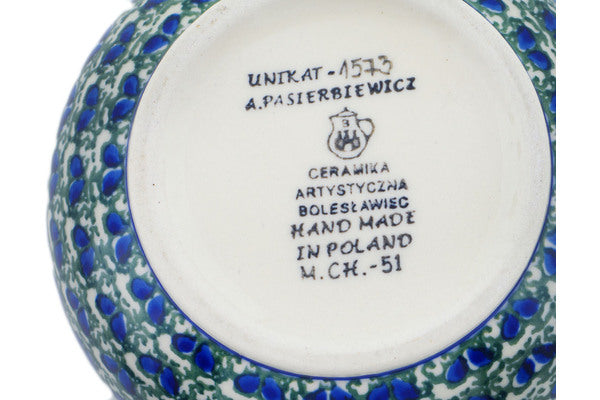 UNIKAT - 1573
A.PASIERBIEWICZ
B
CERAMIKA
ARTYSTYCZNA
BOLESŁAWIEC
HAND MADE
IN POLAND
M.CH.-51